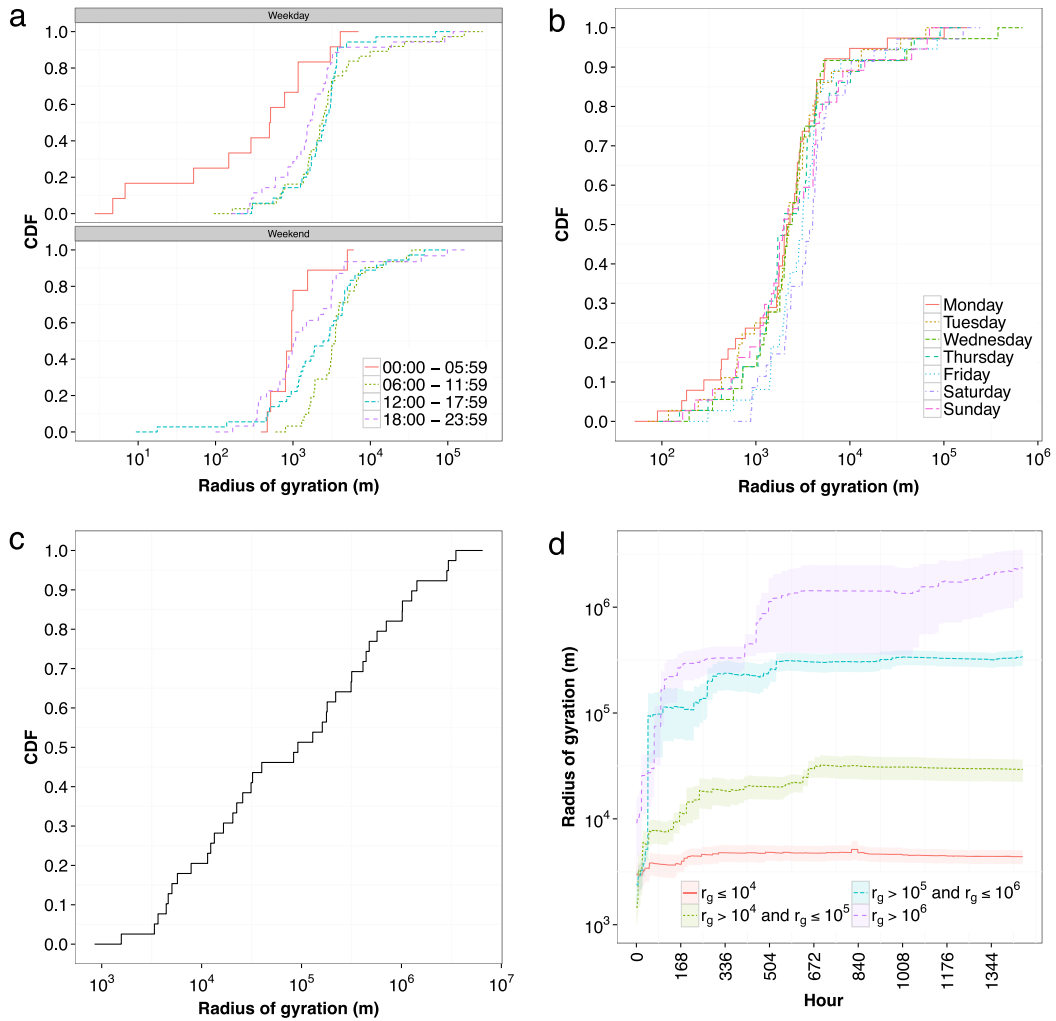 a
Weekday
1.0
0.8
0.6
0.4
0.2
0.0
Weekend
1.0
0.8
0.6
0.4
0.2
0.0
CDF
00:00 – 05:59
06:00 – 11:59
12:00 – 17:59
18:00 – 23:59
10¹ 10² 10³ 10⁴ 10⁵
Radius of gyration (m)
b
1.0
0.9
0.8
0.7
0.6
0.5
0.4
0.3
0.2
0.1
0.0
CDF
Monday
Tuesday
Wednesday
Thursday
Friday
Saturday
Sunday
10² 10³ 10⁴ 10⁵ 10⁶
Radius of gyration (m)
c
1.0
0.9
0.8
0.7
0.6
0.5
0.4
0.3
0.2
0.1
0.0
CDF
10³ 10⁴ 10⁵ 10⁶ 10⁷
Radius of gyration (m)
d
10⁶
10⁵
10⁴
10³
Radius of gyration (m)
r_g ≤ 10⁴
r_g > 10⁴ and r_g ≤ 10⁵
r_g > 10⁵ and r_g ≤ 10⁶
r_g > 10⁶
0 168 336 504 672 840 1008 1176 1344
Hour